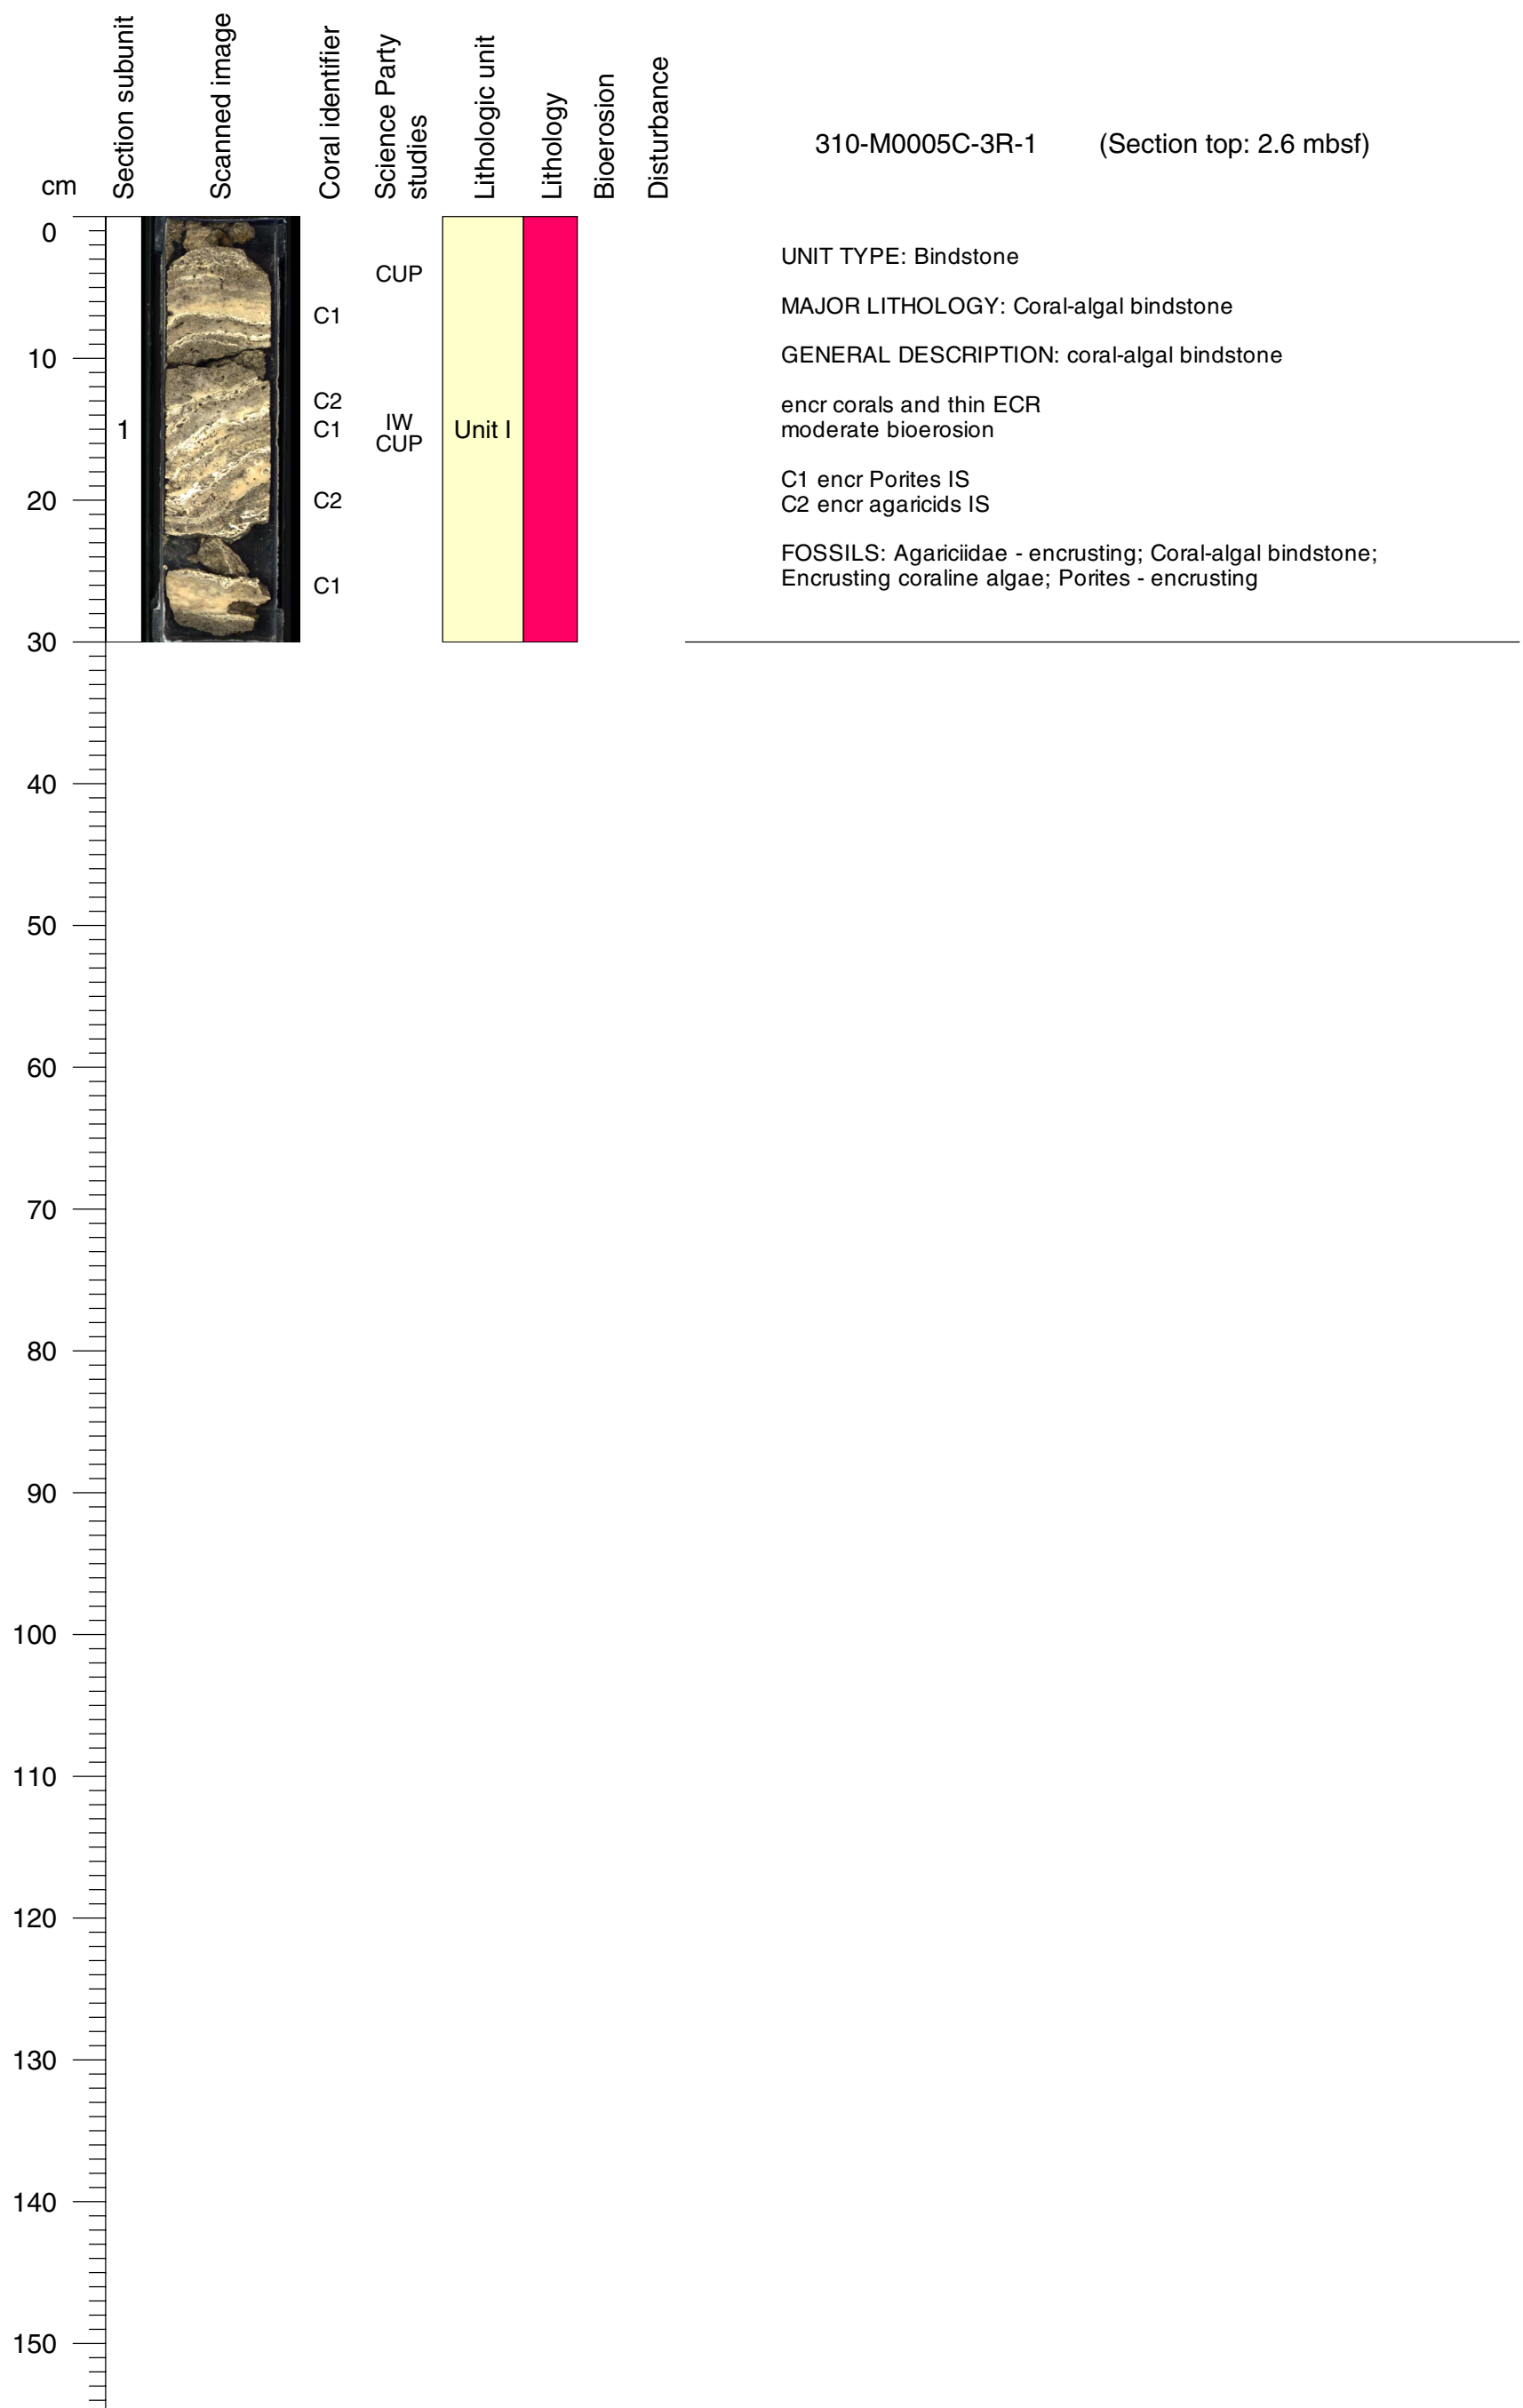 cm
Section subunit
Scanned image
Coral identifier
Science Party
studies
Lithologic unit
Lithology
Bioerosion
Disturbance
310-M0005C-3R-1 (Section top: 2.6 mbsf)
0
10
20
30
40
50
60
70
80
90
100
110
120
130
140
150
1
C1
C2
C1
C2
C1
CUP
IW
CUP
Unit I
UNIT TYPE: Bindstone
MAJOR LITHOLOGY: Coral-algal bindstone
GENERAL DESCRIPTION: coral-algal bindstone
encr corals and thin ECR
moderate bioerosion
C1 encr Porites IS
C2 encr agaricids IS
FOSSILS: Agariciidae - encrusting; Coral-algal bindstone;
Encrusting coraline algae; Porites - encrusting